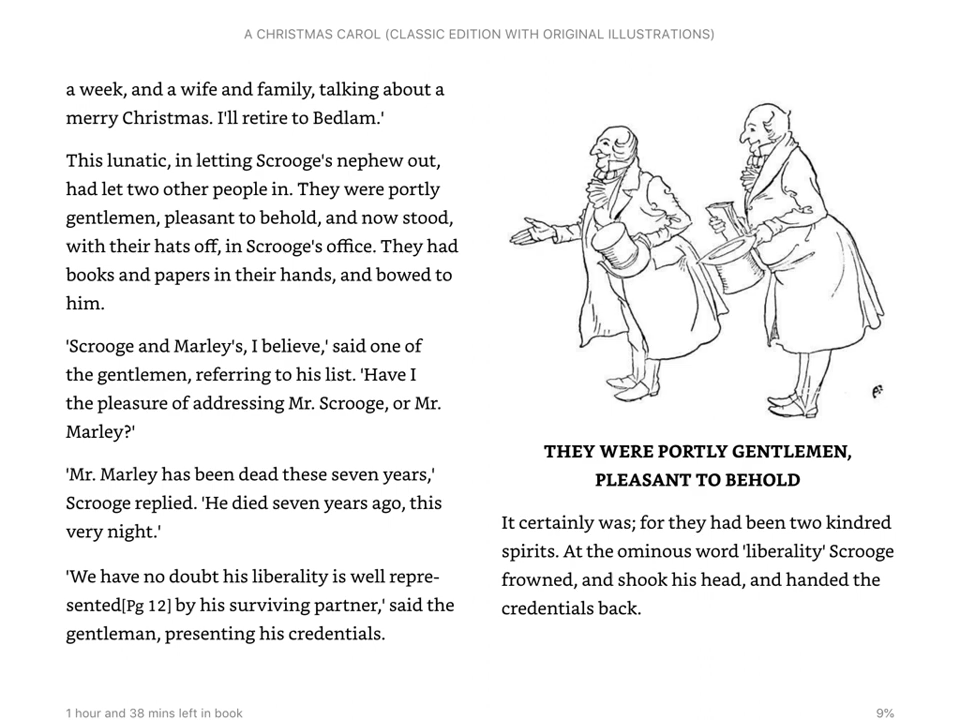 A CHRISTMAS CAROL (CLASSIC EDITION WITH ORIGINAL ILLUSTRATIONS)
a week, and a wife and family, talking about a
merry Christmas. I'll retire to Bedlam.'
This lunatic, in letting Scrooge's nephew out,
had let two other people in. They were portly
gentlemen, pleasant to behold, and now stood,
with their hats off, in Scrooge's office. They had
books and papers in their hands, and bowed to
him.
'Scrooge and Marley's, I believe,' said one of
the gentlemen, referring to his list. 'Have I
the pleasure of addressing Mr. Scrooge, or Mr.
Marley?'
'Mr. Marley has been dead these seven years,'
Scrooge replied. 'He died seven years ago, this
very night.'
'We have no doubt his liberality is well repre-
sented[Pg 12] by his surviving partner,' said the
gentleman, presenting his credentials.
THEY WERE PORTLY GENTLEMEN,
PLEASANT TO BEHOLD
It certainly was; for they had been two kindred
spirits. At the ominous word 'liberality' Scrooge
frowned, and shook his head, and handed the
credentials back.
1 hour and 38 mins left in book
9%